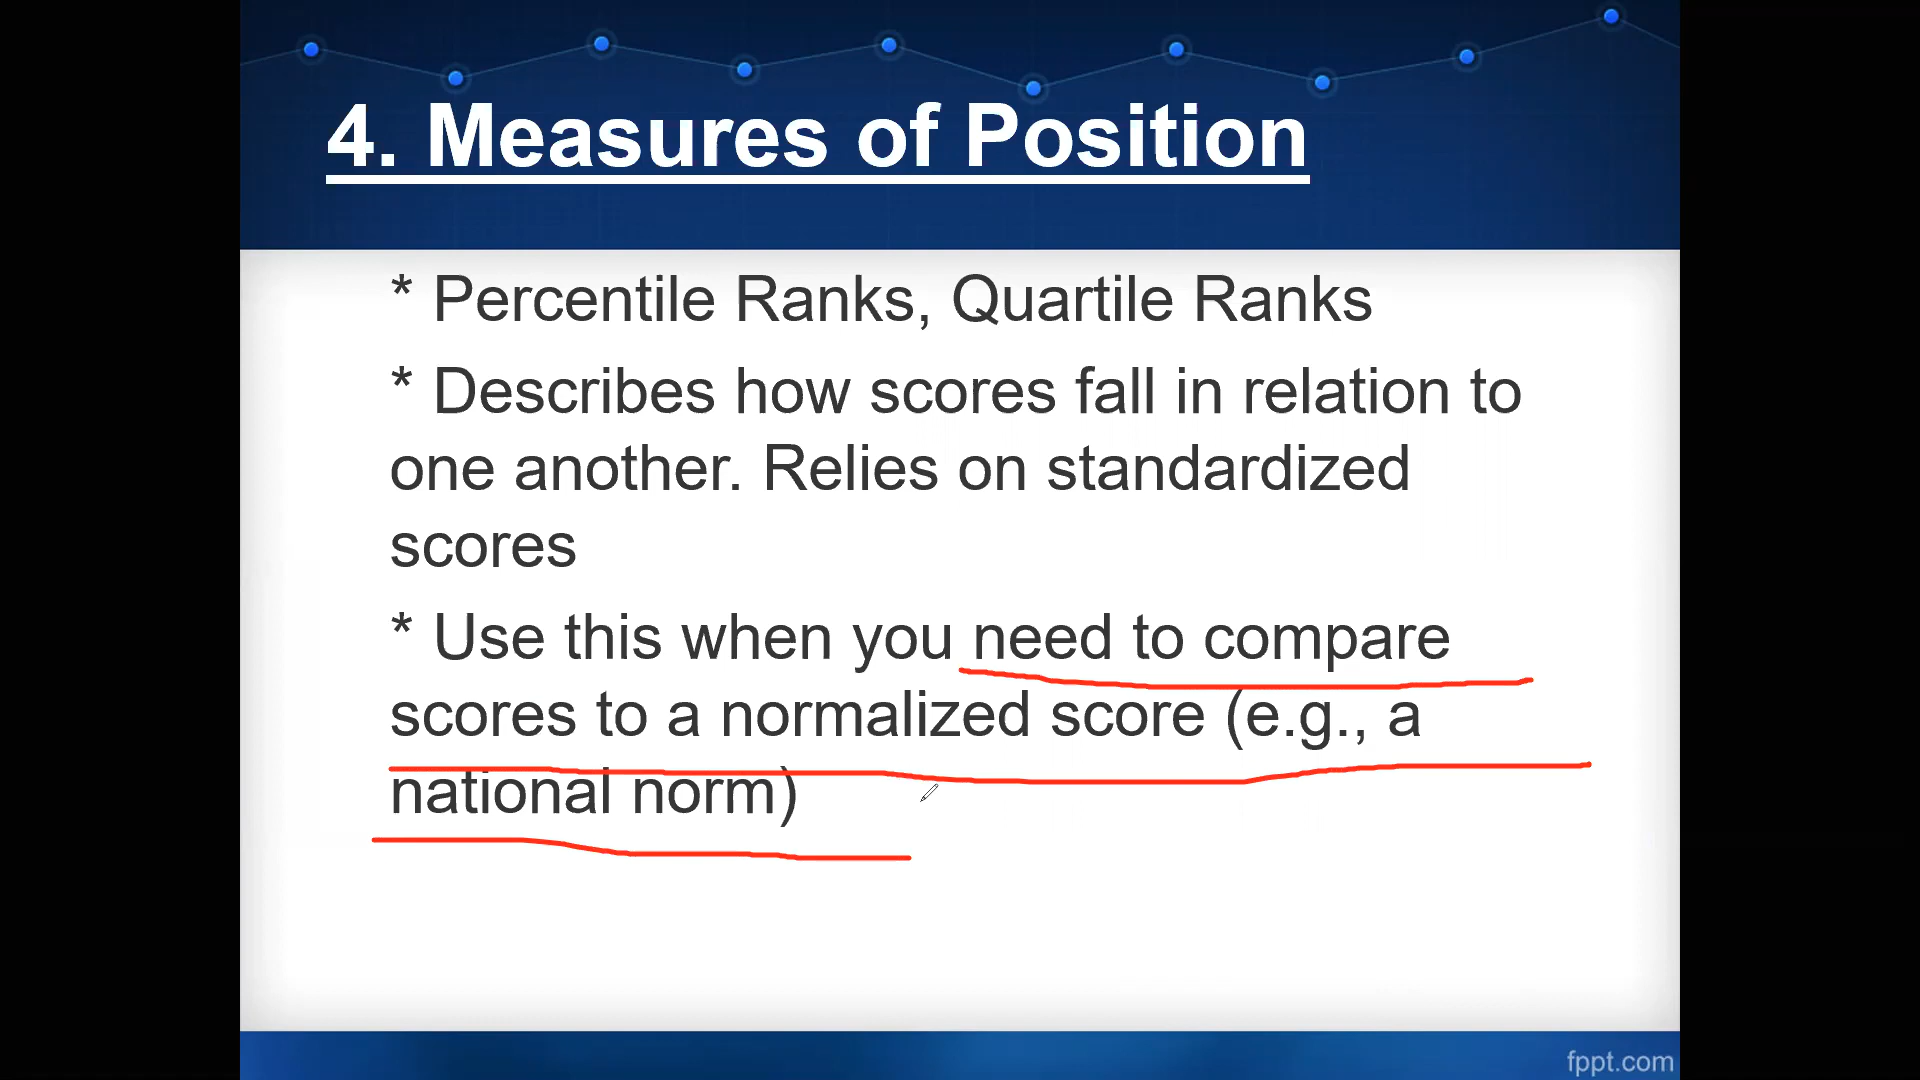 4. Measures of Position
* Percentile Ranks, Quartile Ranks
* Describes how scores fall in relation to
one another. Relies on standardized
scores
* Use this when you need to compare
scores to a normalized score (e.g., a
national norm)
fppt.com